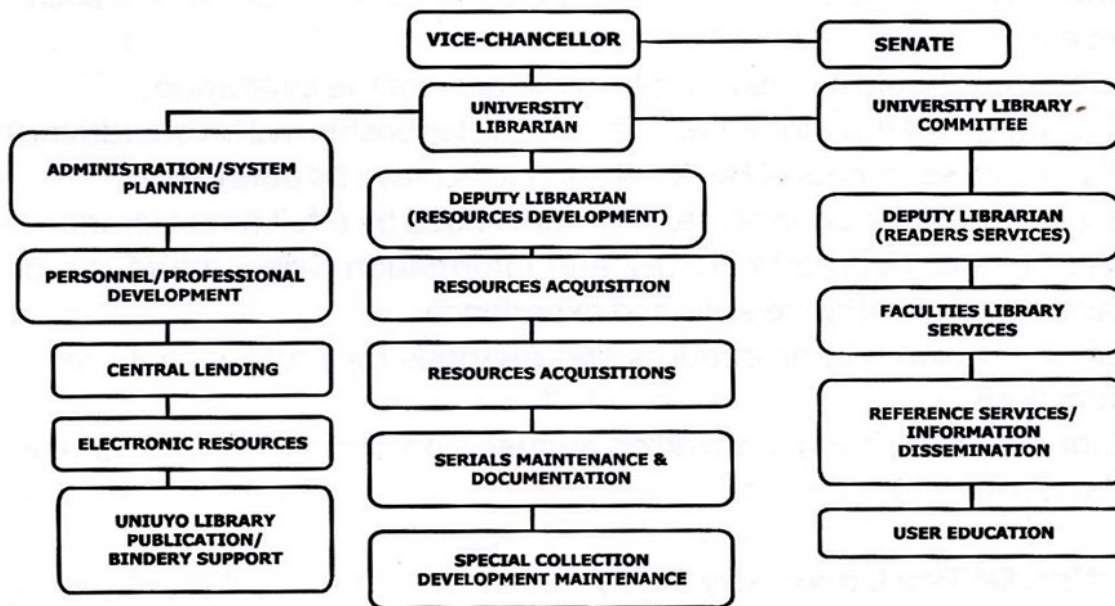 VICE-CHANCELLOR
SENATE
UNIVERSITY
LIBRARIAN
UNIVERSITY LIBRARY
COMMITTEE
ADMINISTRATION/SYSTEM
PLANNING
PERSONNEL/PROFESSIONAL
DEVELOPMENT
CENTRAL LENDING
ELECTRONIC RESOURCES
UNIUYO LIBRARY
PUBLICATION/
BINDERY SUPPORT
DEPUTY LIBRARIAN
(RESOURCES DEVELOPMENT)
RESOURCES ACQUISITION
RESOURCES ACQUISITIONS
SERIALS MAINTENANCE &
DOCUMENTATION
SPECIAL COLLECTION
DEVELOPMENT MAINTENANCE
DEPUTY LIBRARIAN
(READERS SERVICES)
FACULTIES LIBRARY
SERVICES
REFERENCE SERVICES/
INFORMATION
DISSEMINATION
USER EDUCATION